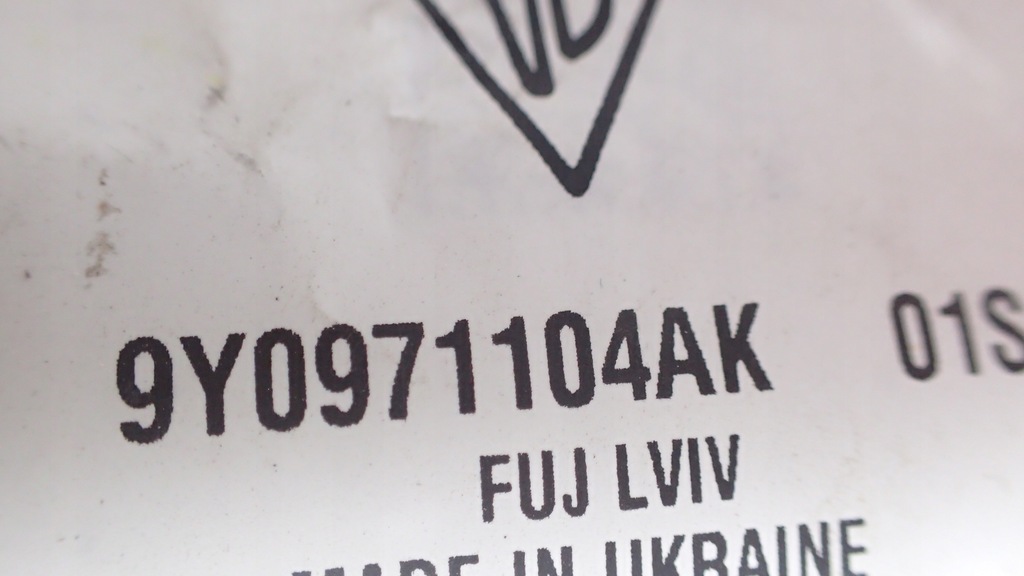 9Y0971104AK 01S
FUJ LVIV
MADE IN UKRAINE